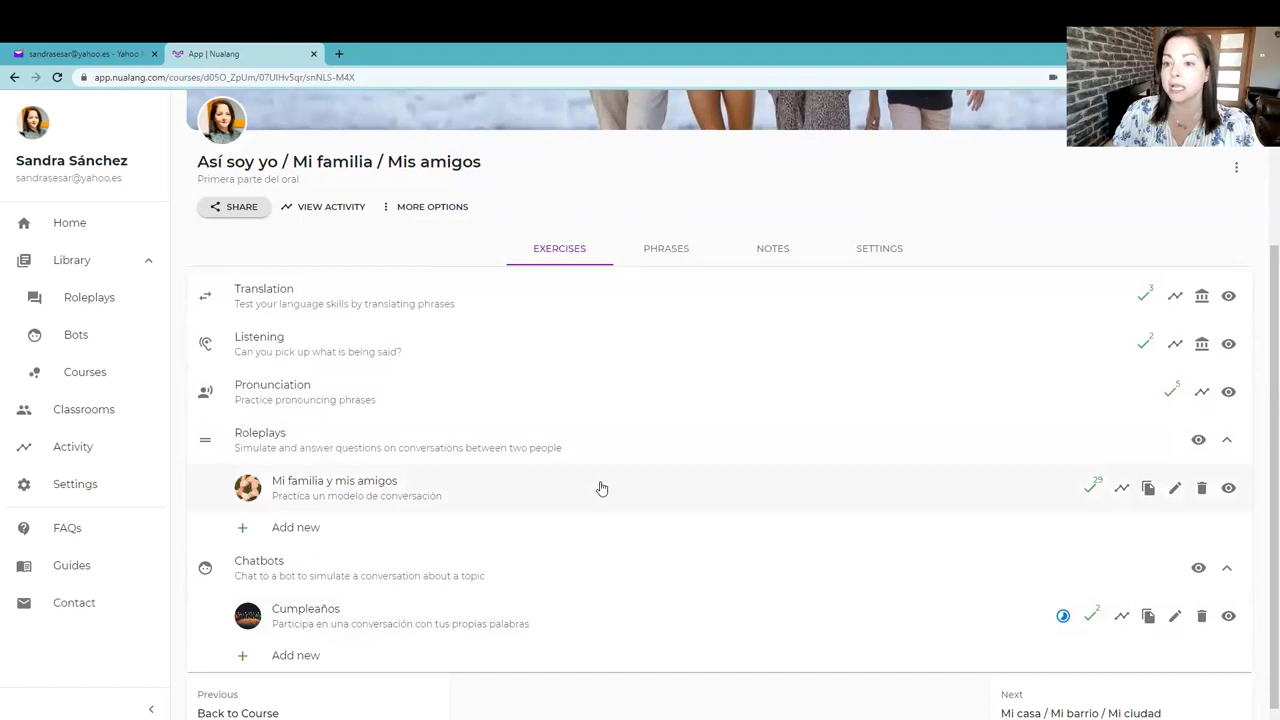 sandrasesar@yahoo.es - Yahoo
App | Nualang
app.nualang.com/courses/d05O_ZpUm/07UIHv5qr/snNLS-M4X
Sandra Sánchez
sandrasesar@yahoo.es
Home
Library
Roleplays
Bots
Courses
Classrooms
Activity
Settings
FAQs
Guides
Contact
Así soy yo / Mi familia / Mis amigos
Primera parte del oral
SHARE
VIEW ACTIVITY
MORE OPTIONS
EXERCISES
PHRASES
NOTES
SETTINGS
Translation
Test your language skills by translating phrases
3
Listening
Can you pick up what is being said?
2
Pronunciation
Practice pronouncing phrases
5
Roleplays
Simulate and answer questions on conversations between two people
Mi familia y mis amigos
Practica un modelo de conversación
29
Add new
Chatbots
Chat to a bot to simulate a conversation about a topic
Cumpleaños
Participa en una conversación con tus propias palabras
2
Add new
Previous
Back to Course
Next
Mi casa / Mi barrio / Mi ciudad